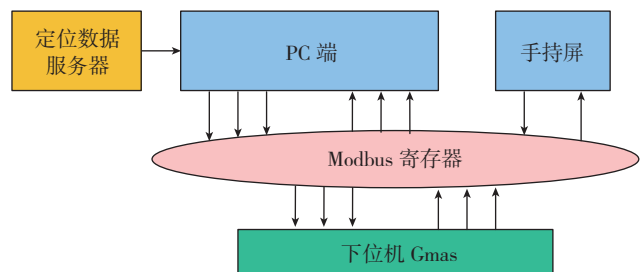 定位数据
服务器
PC 端
手持屏
Modbus 寄存器
下位机 Gmas